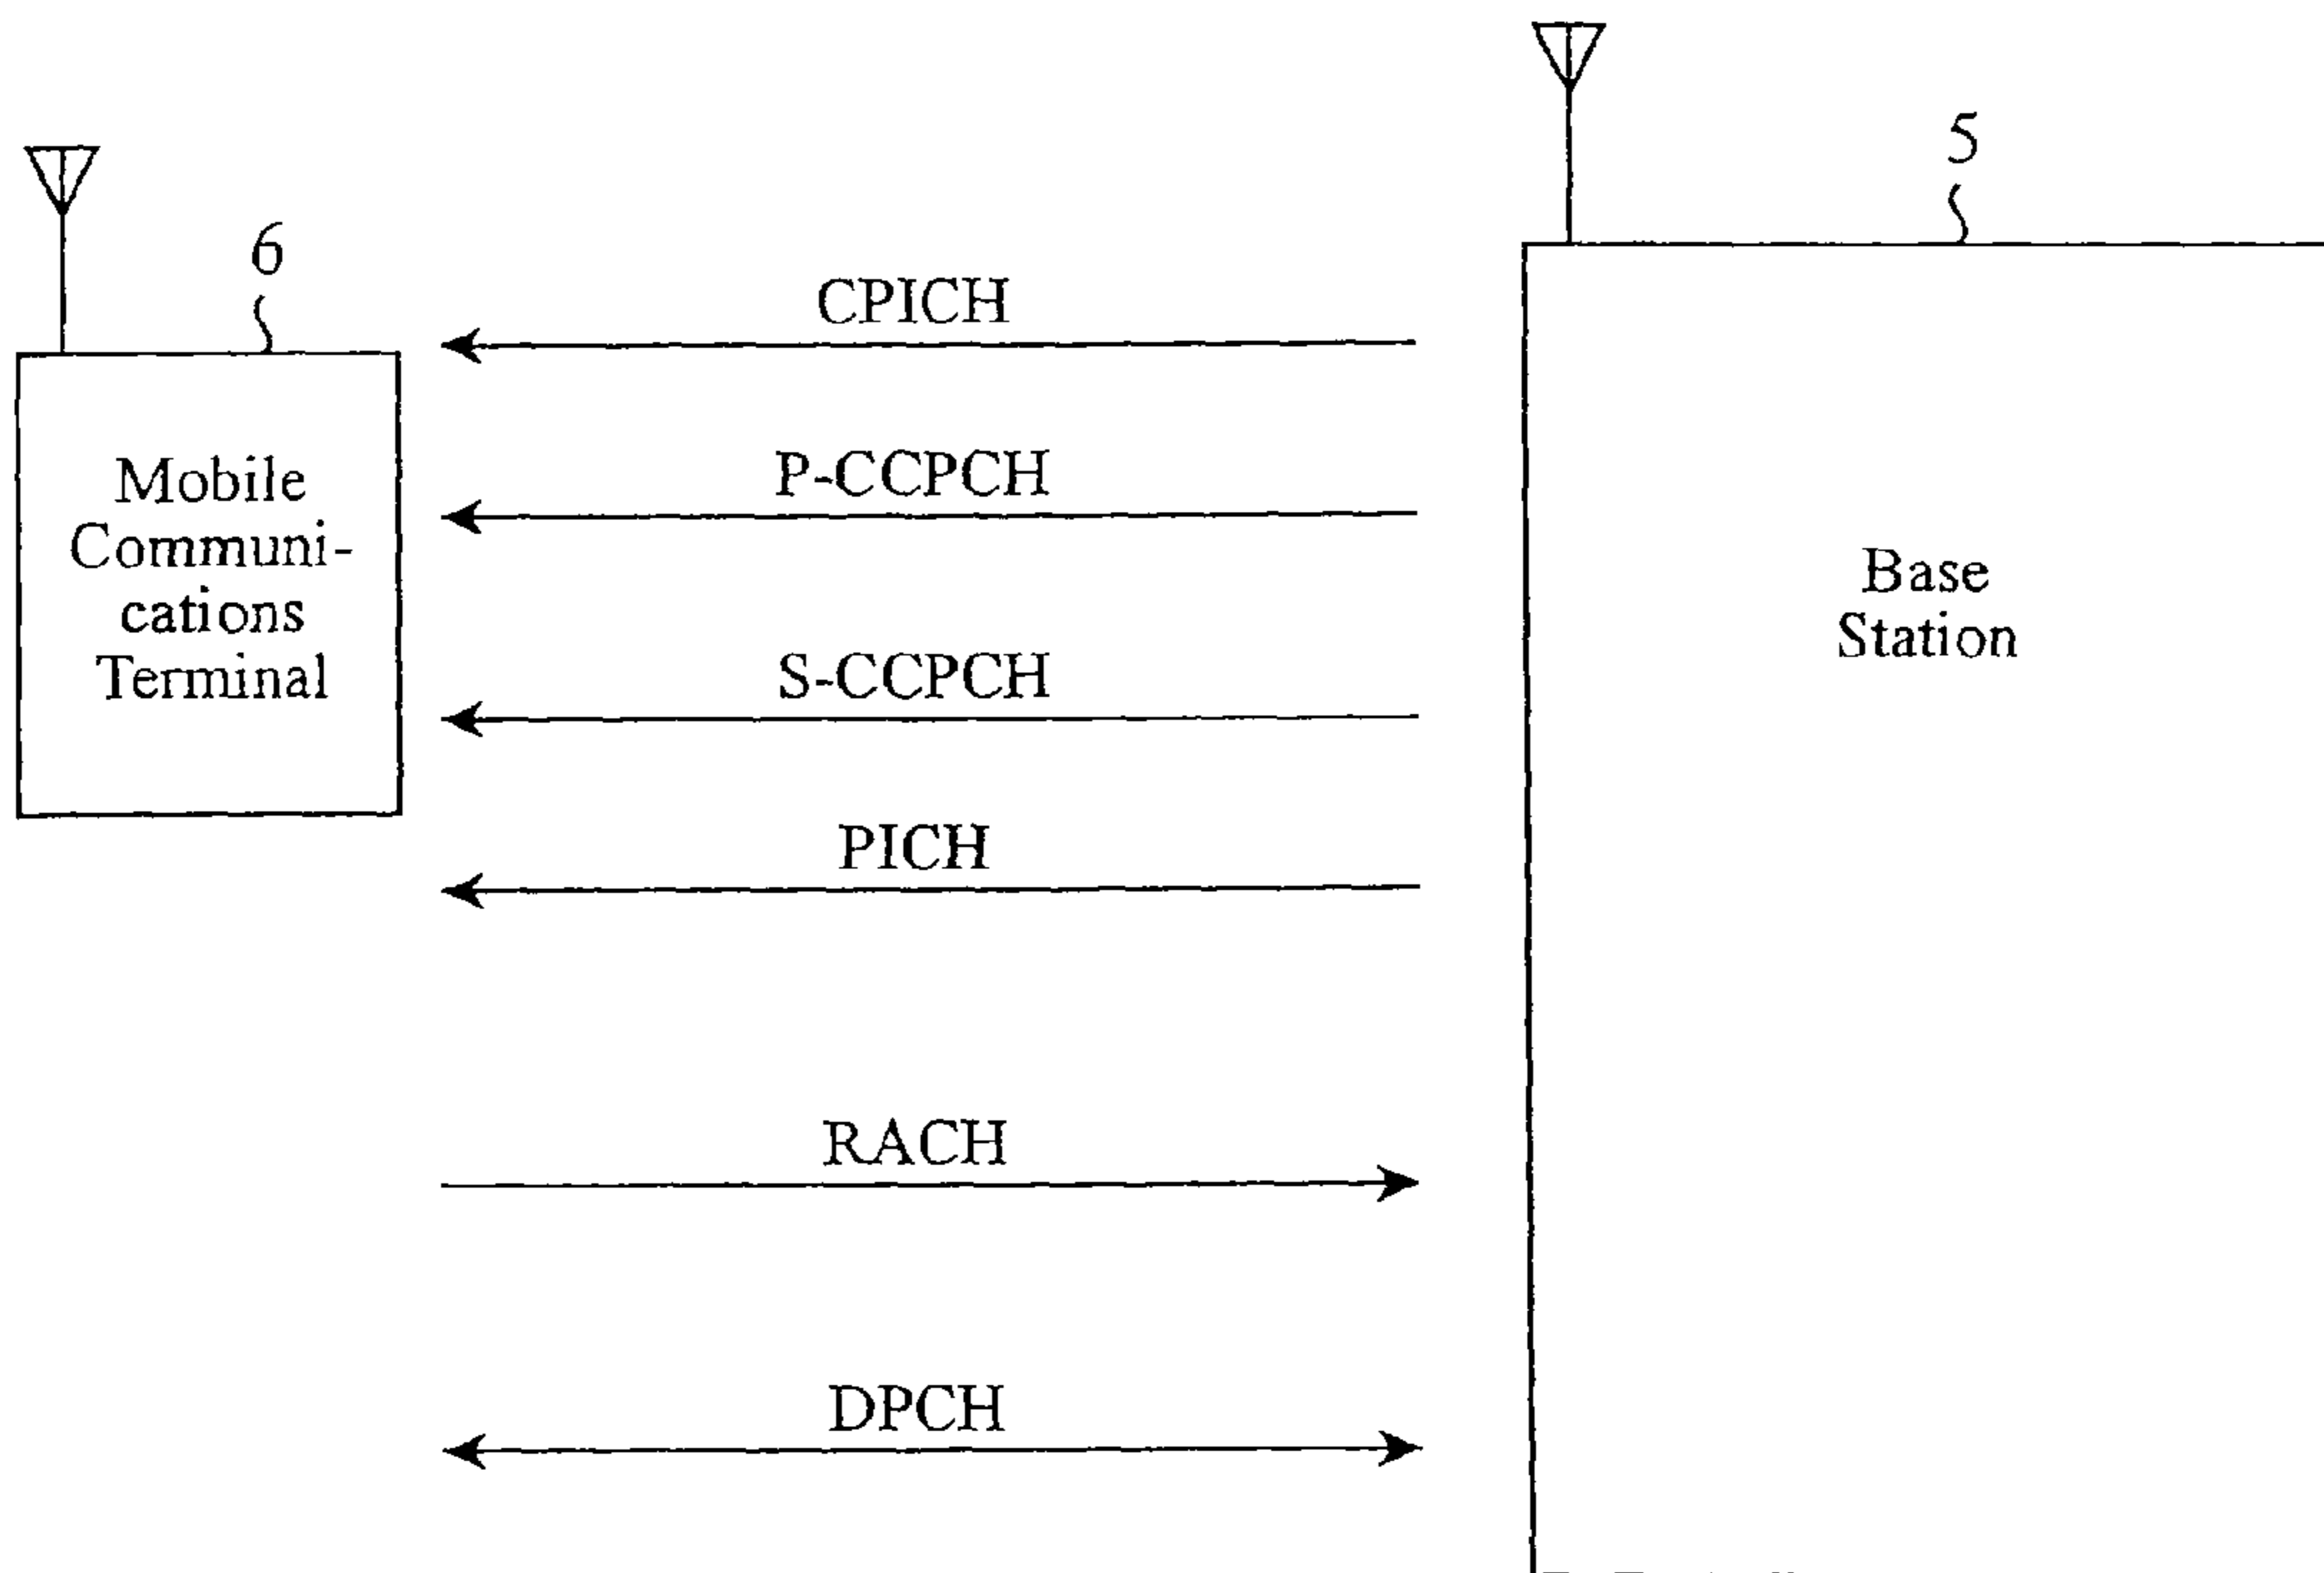 5
6
CPICH
P-CCPCH
Mobile
Communi-
cations
Terminal
Base
Station
S-CCPCH
PICH
RACH
DPCH